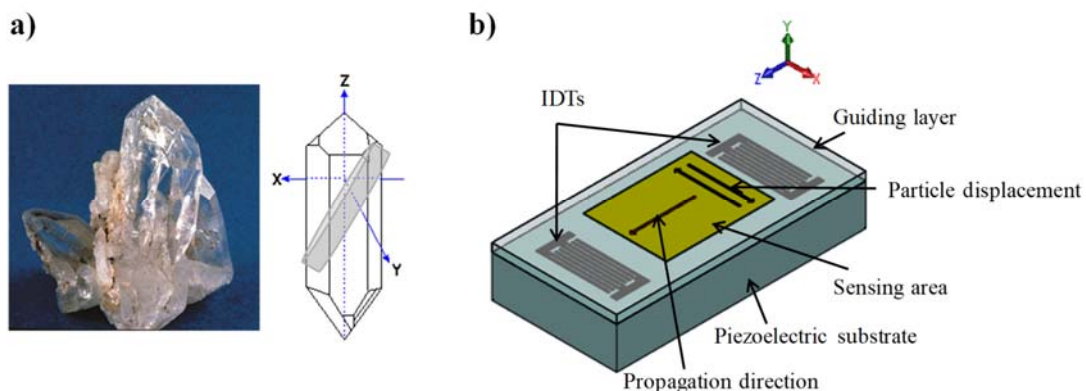 a)
Z
X
Y
b)
Y
Z
X
IDTs
Guiding layer
Particle displacement
Sensing area
Piezoelectric substrate
Propagation direction